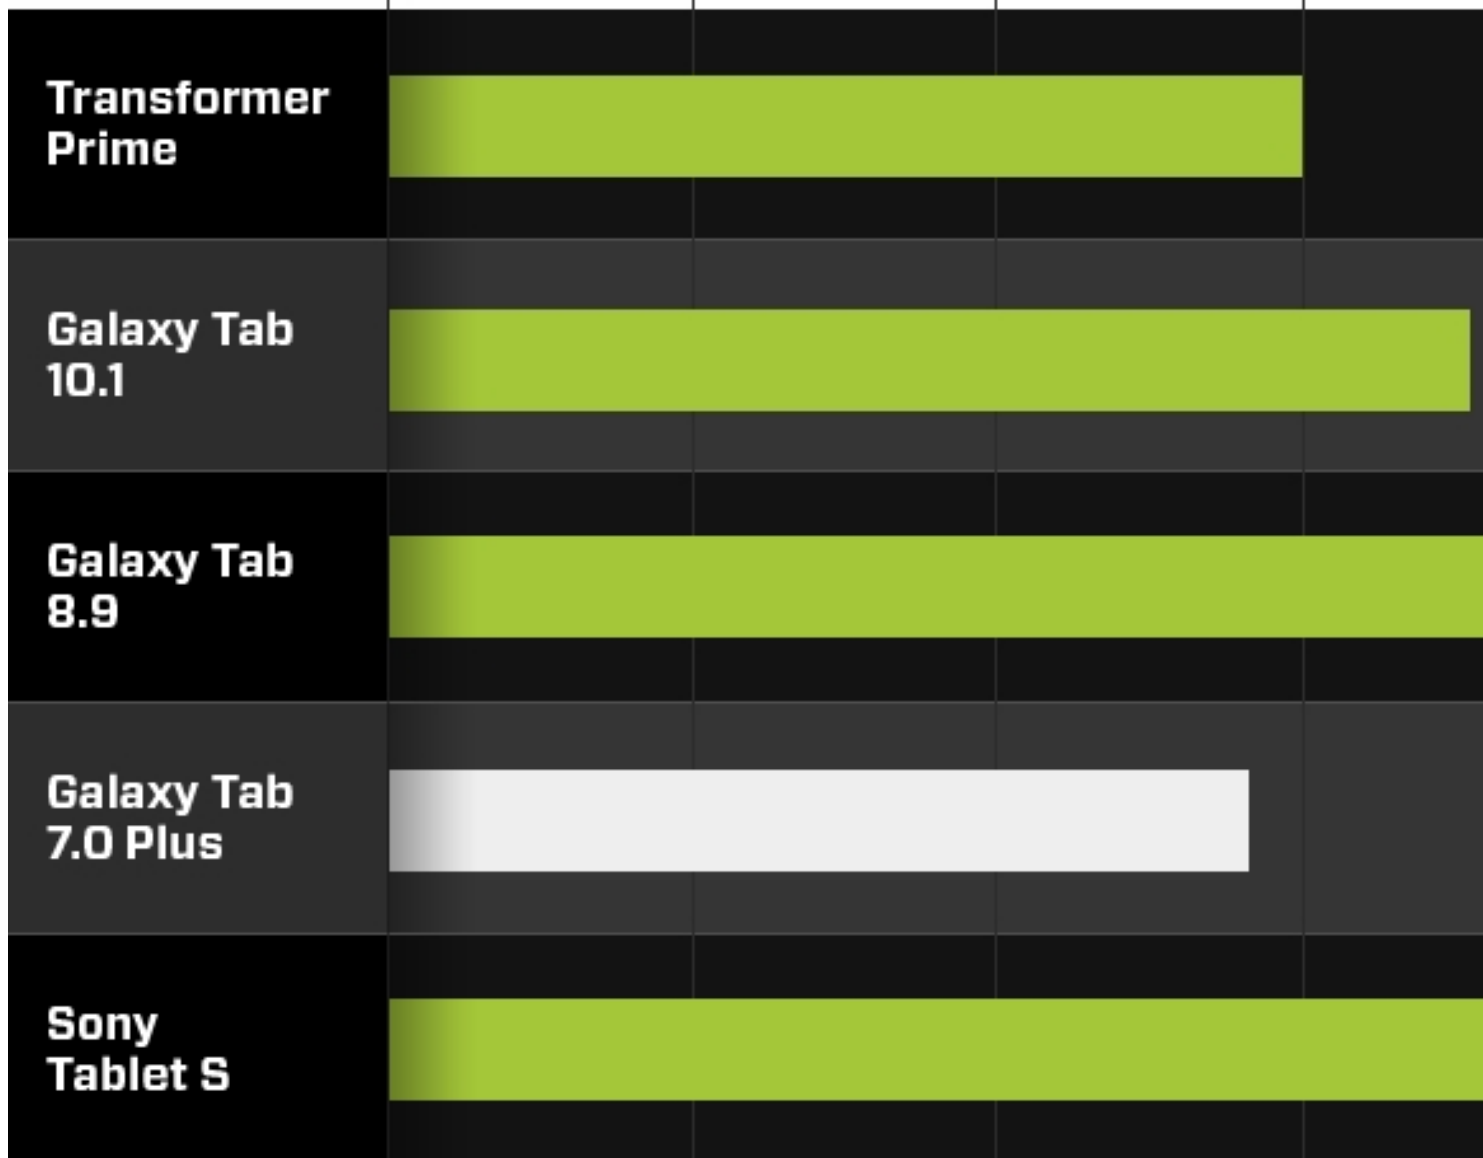 Transformer
Prime
Galaxy Tab
10.1
Galaxy Tab
8.9
Galaxy Tab
7.0 Plus
Sony
Tablet S